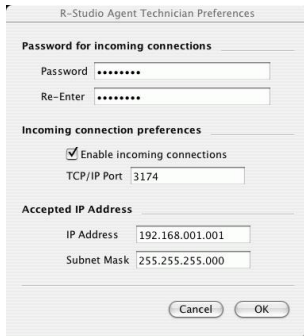 R-Studio Agent Technician Preferences
Password for incoming connections
Password ••••••••
Re-Enter ••••••••
Incoming connection preferences
Enable incoming connections
TCP/IP Port 3174
Accepted IP Address
IP Address 192.168.001.001
Subnet Mask 255.255.255.000
Cancel OK